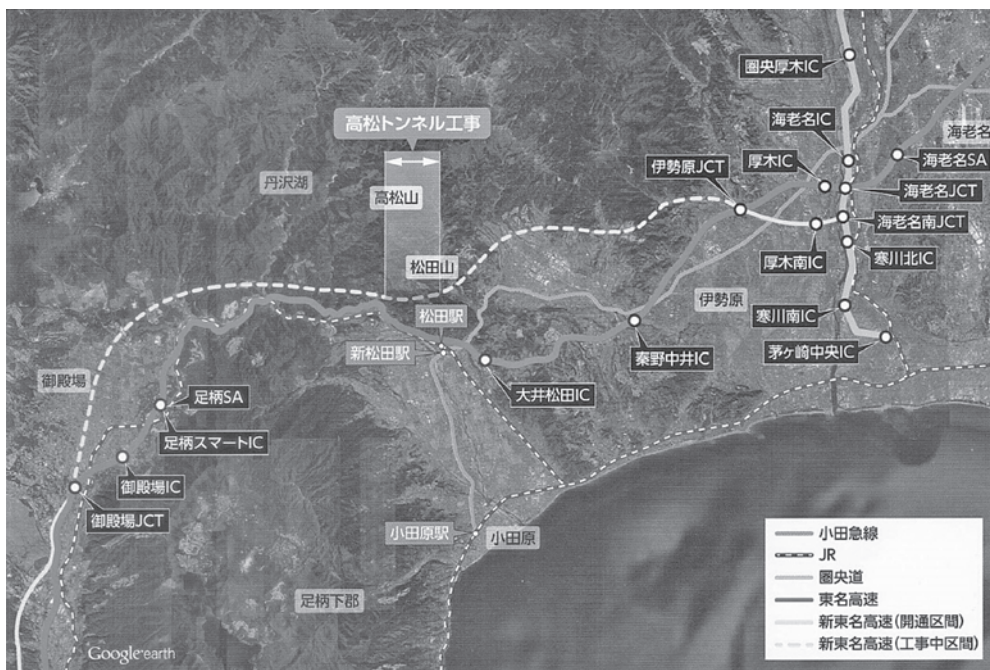 圏央厚木IC
高松トンネル工事
海老名IC
海老名
伊勢原JCT
厚木IC
海老名SA
丹沢湖
高松山
海老名JCT
海老名南JCT
松田山
厚木南IC
寒川北IC
伊勢原
松田駅
寒川南IC
新松田駅
秦野中井IC
茅ヶ崎中央IC
御殿場
大井松田IC
足柄SA
足柄スマートIC
御殿場IC
御殿場JCT
小田原駅
小田原
足柄下郡
小田急線
JR
圏央道
東名高速
新東名高速(開通区間)
新東名高速(工事中区間)
Google earth